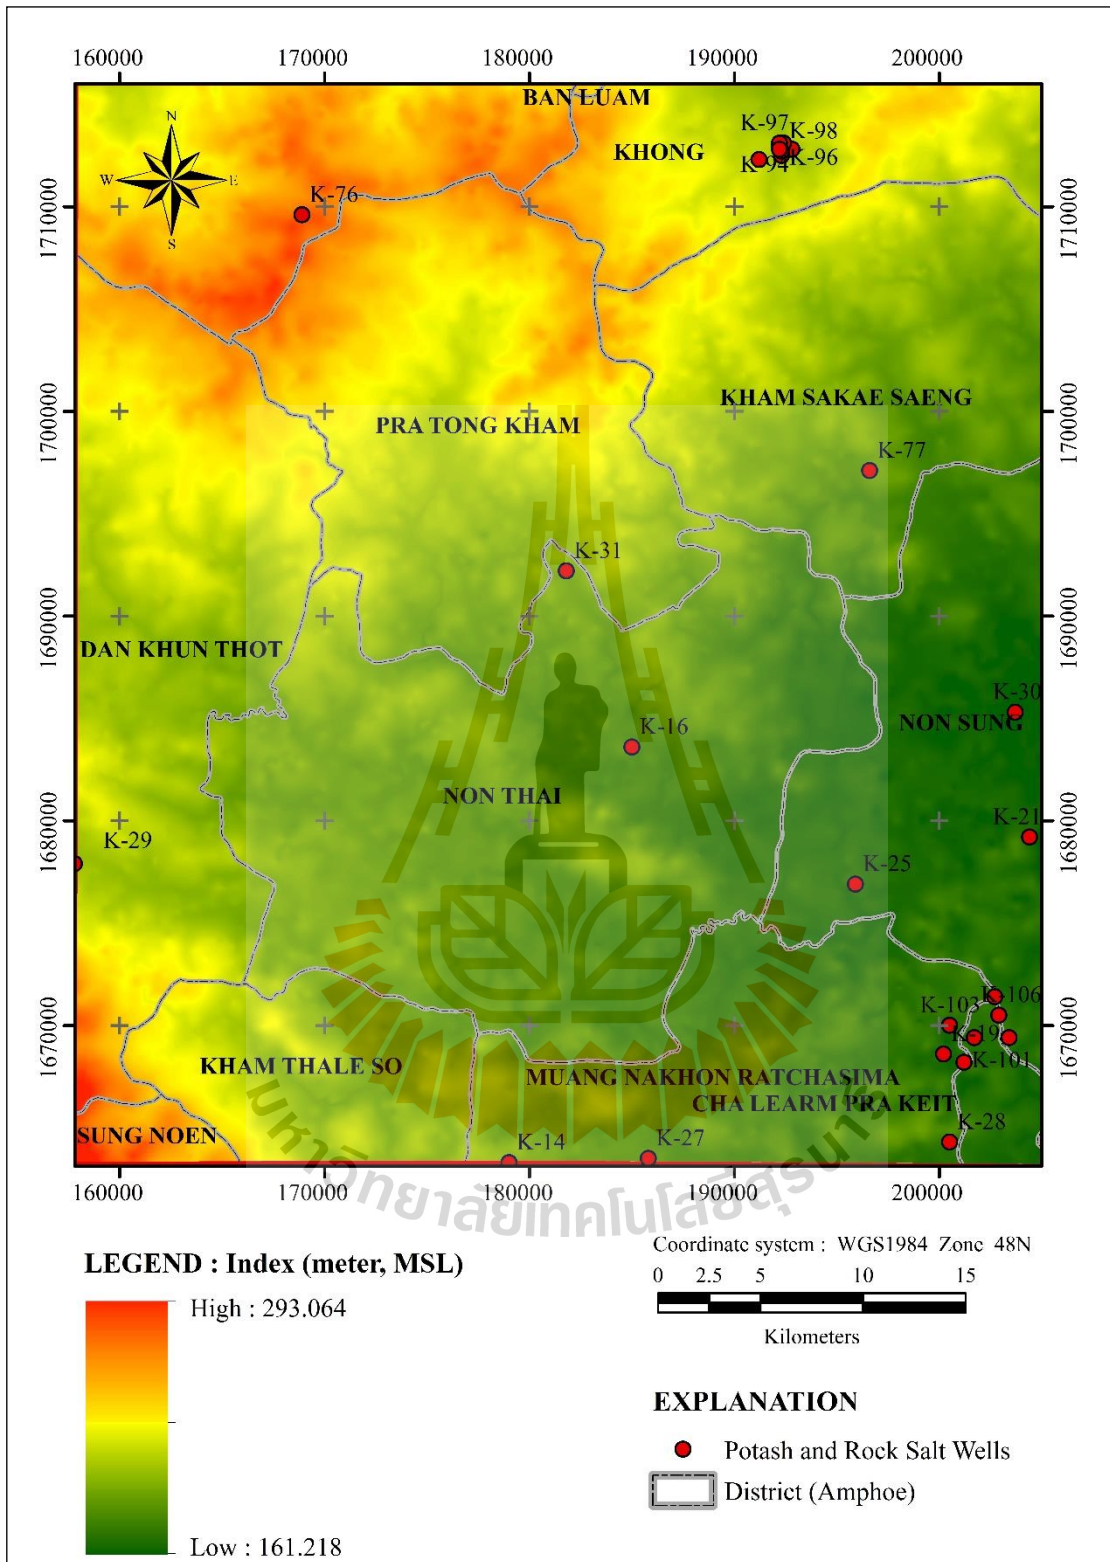 160000 170000 180000 190000 200000
BAN LUAM
K-97 K-98
KHONG
K-94 K-96
N
W E
S
K-76
1710000 1710000
KHAM SAKAE SAENG
1700000 1700000
PRA TONG KHAM
K-77
K-31
1690000 1690000
DAN KHUN THOT
K-30
K-16 NON SUNG
NON THAI
1680000 1680000
K-29 K-21
K-25
K-103 K-106
1670000 1670000
K-19
KHAM THALE SO K-101
MUANG NAKHON RATCHASIMA
CHA LEARM PRA KEIT
SUNG NOEN K-14 K-27 K-28
160000 170000 180000 190000 200000
มหาวิทยาลัยเทคโนโลยีสุรนารี
LEGEND : Index (meter, MSL)
High : 293.064
Low : 161.218
Coordinate system : WGS1984 Zone 48N
0 2.5 5 10 15
Kilometers
EXPLANATION
Potash and Rock Salt Wells
District (Amphoe)